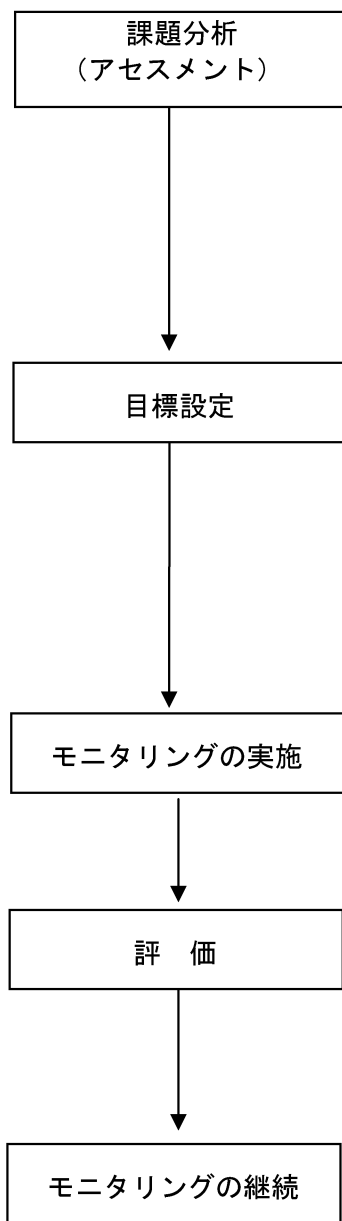 課題分析
（アセスメント）
目標設定
モニタリングの実施
評　価
モニタリングの継続